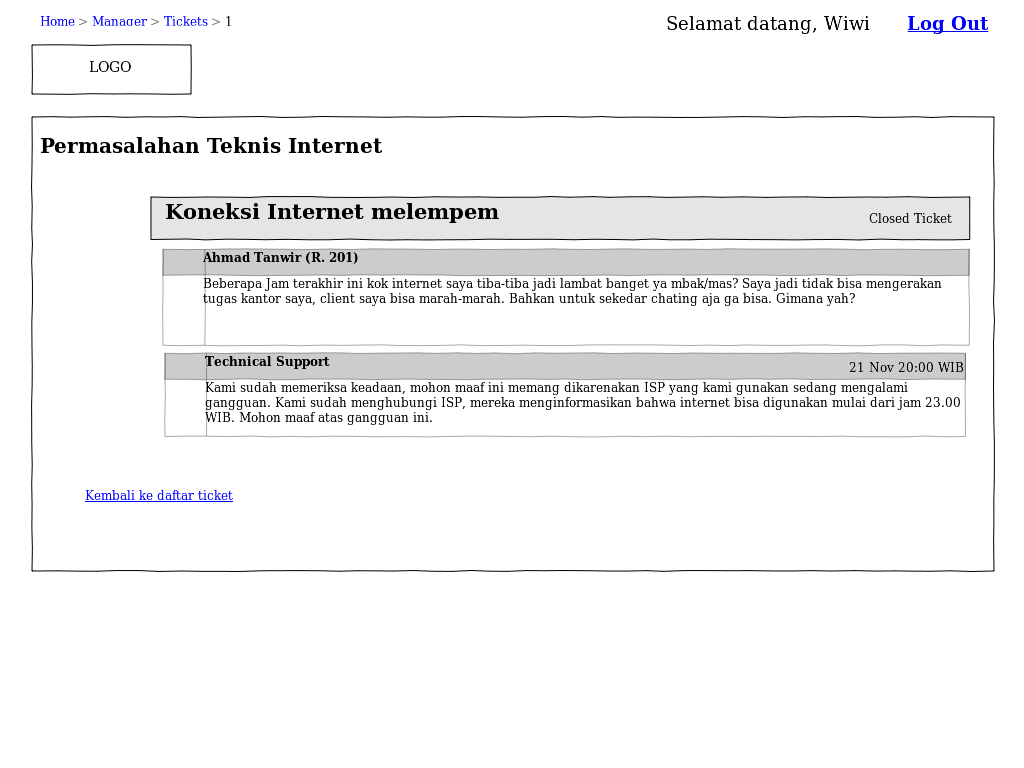 Home > Manager > Tickets > 1
Selamat datang, Wiwi
Log Out
LOGO
Permasalahan Teknis Internet
Koneksi Internet melempem
Closed Ticket
Ahmad Tanwir (R. 201)
Beberapa Jam terakhir ini kok internet saya tiba-tiba jadi lambat banget ya mbak/mas? Saya jadi tidak bisa mengerakan
tugas kantor saya, client saya bisa marah-marah. Bahkan untuk sekedar chating aja ga bisa. Gimana yah?
Technical Support
21 Nov 20:00 WIB
Kami sudah memeriksa keadaan, mohon maaf ini memang dikarenakan ISP yang kami gunakan sedang mengalami
gangguan. Kami sudah menghubungi ISP, mereka menginformasikan bahwa internet bisa digunakan mulai dari jam 23.00
WIB. Mohon maaf atas gangguan ini.
Kembali ke daftar ticket